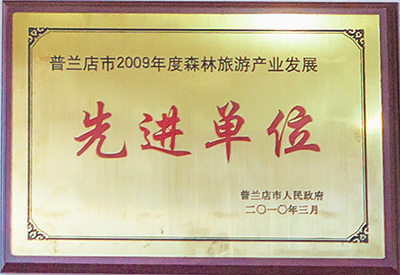 普兰店市2009年度森林旅游产业发展
先进单位
普兰店市人民政府
二〇一〇年三月